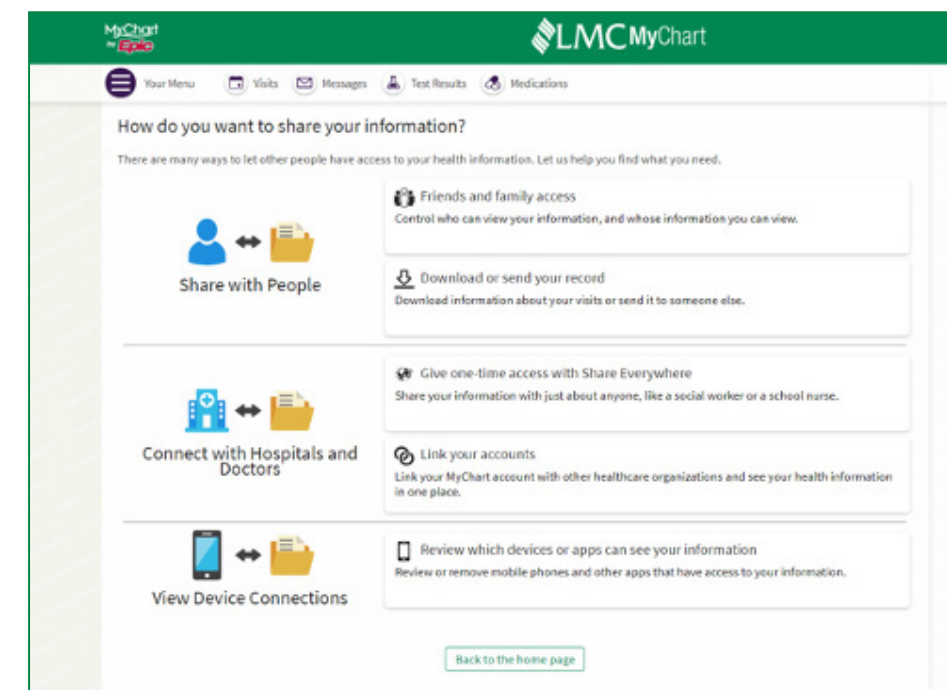 MyChart
by Epic
LMC MyChart
Your Menu Visits Messages Test Results Medications
How do you want to share your information?
There are many ways to let other people have access to your health information. Let us help you find what you need.
Share with People
Friends and family access
Control who can view your information, and whose information you can view.
Download or send your record
Download information about your visits or send it to someone else.
Connect with Hospitals and
Doctors
Give one-time access with Share Everywhere
Share your information with just about anyone, like a social worker or a school nurse.
Link your accounts
Link your MyChart account with other healthcare organizations and see your health information
in one place.
View Device Connections
Review which devices or apps can see your information
Review or remove mobile phones and other apps that have access to your information.
Back to the home page